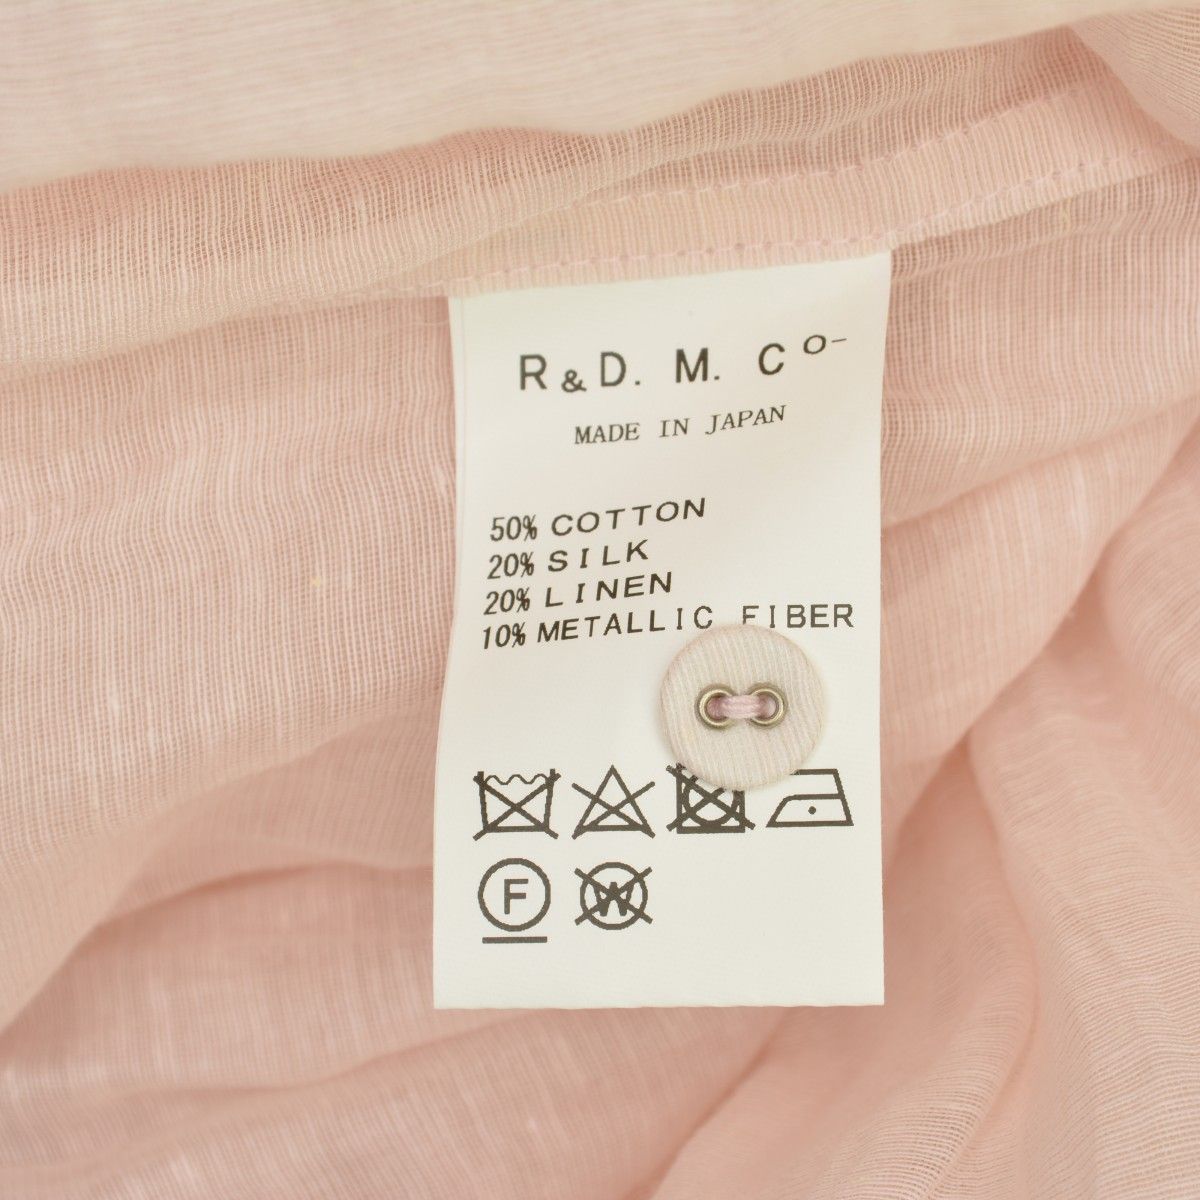 R & D. M. Co-
MADE IN JAPAN
50% COTTON
20% SILK
20% LINEN
10% METALLIC FIBER
F W